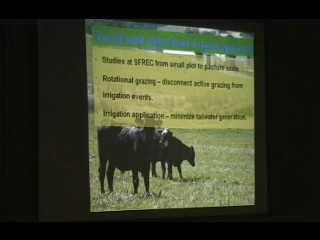 Studies at SFREC from small plot to pasture scale.
Rotational grazing – disconnect active grazing from
irrigation events.
Irrigation application – minimize tailwater generation.